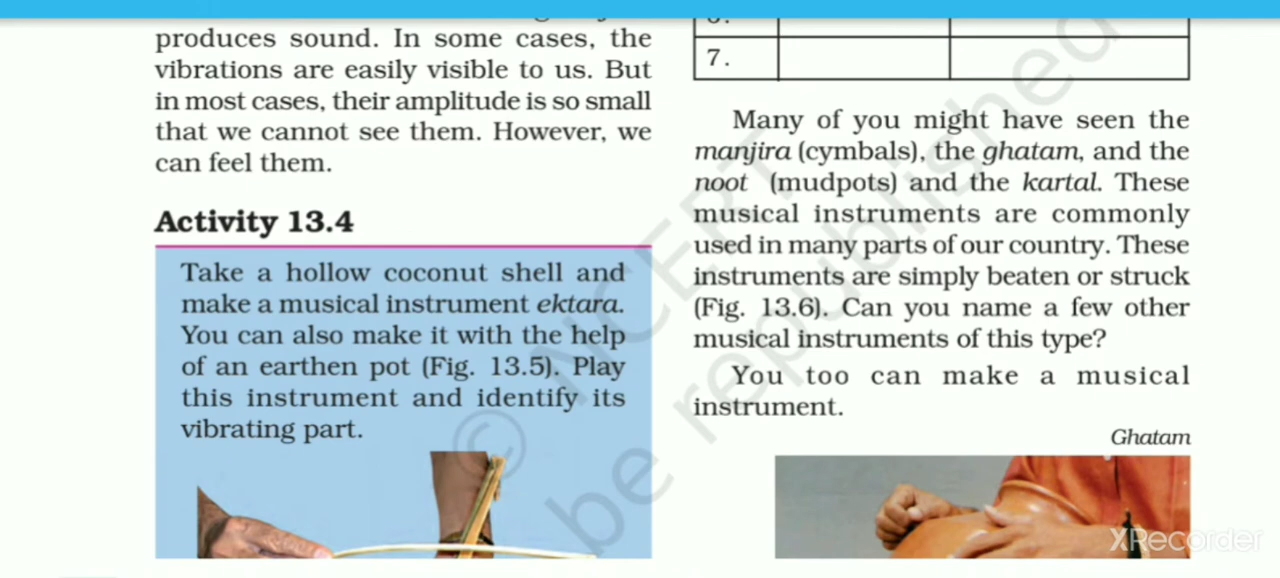 produces sound. In some cases, the
vibrations are easily visible to us. But
in most cases, their amplitude is so small
that we cannot see them. However, we
can feel them.
Activity 13.4
Take a hollow coconut shell and
make a musical instrument ektara.
You can also make it with the help
of an earthen pot (Fig. 13.5). Play
this instrument and identify its
vibrating part.
7.
Many of you might have seen the
manjira (cymbals), the ghatam, and the
noot (mudpots) and the kartal. These
musical instruments are commonly
used in many parts of our country. These
instruments are simply beaten or struck
(Fig. 13.6). Can you name a few other
musical instruments of this type?
You too can make a musical
instrument.
Ghatam
© NCERT
be republished
XRecorder